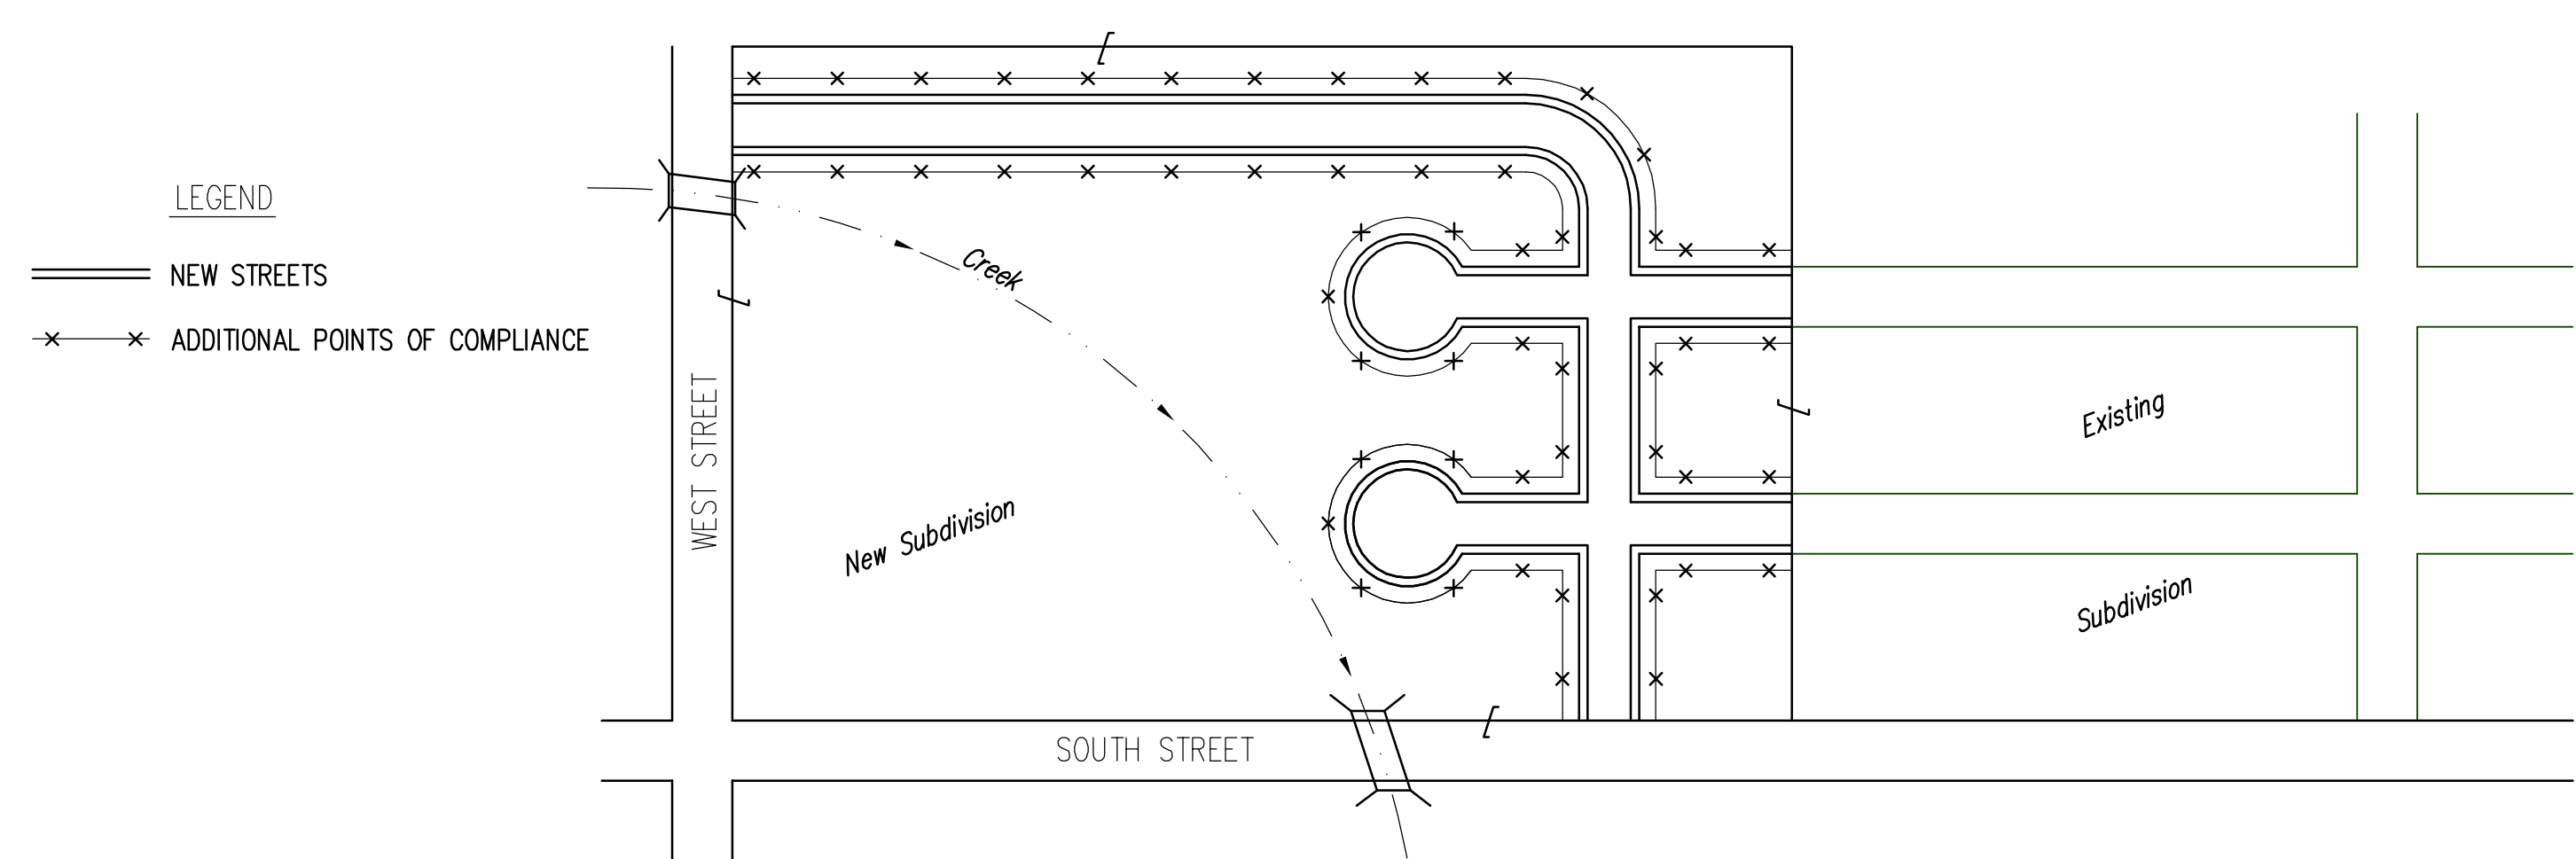 LEGEND
NEW STREETS
ADDITIONAL POINTS OF COMPLIANCE
WEST STREET
Creek
New Subdivision
SOUTH STREET
Existing
Subdivision